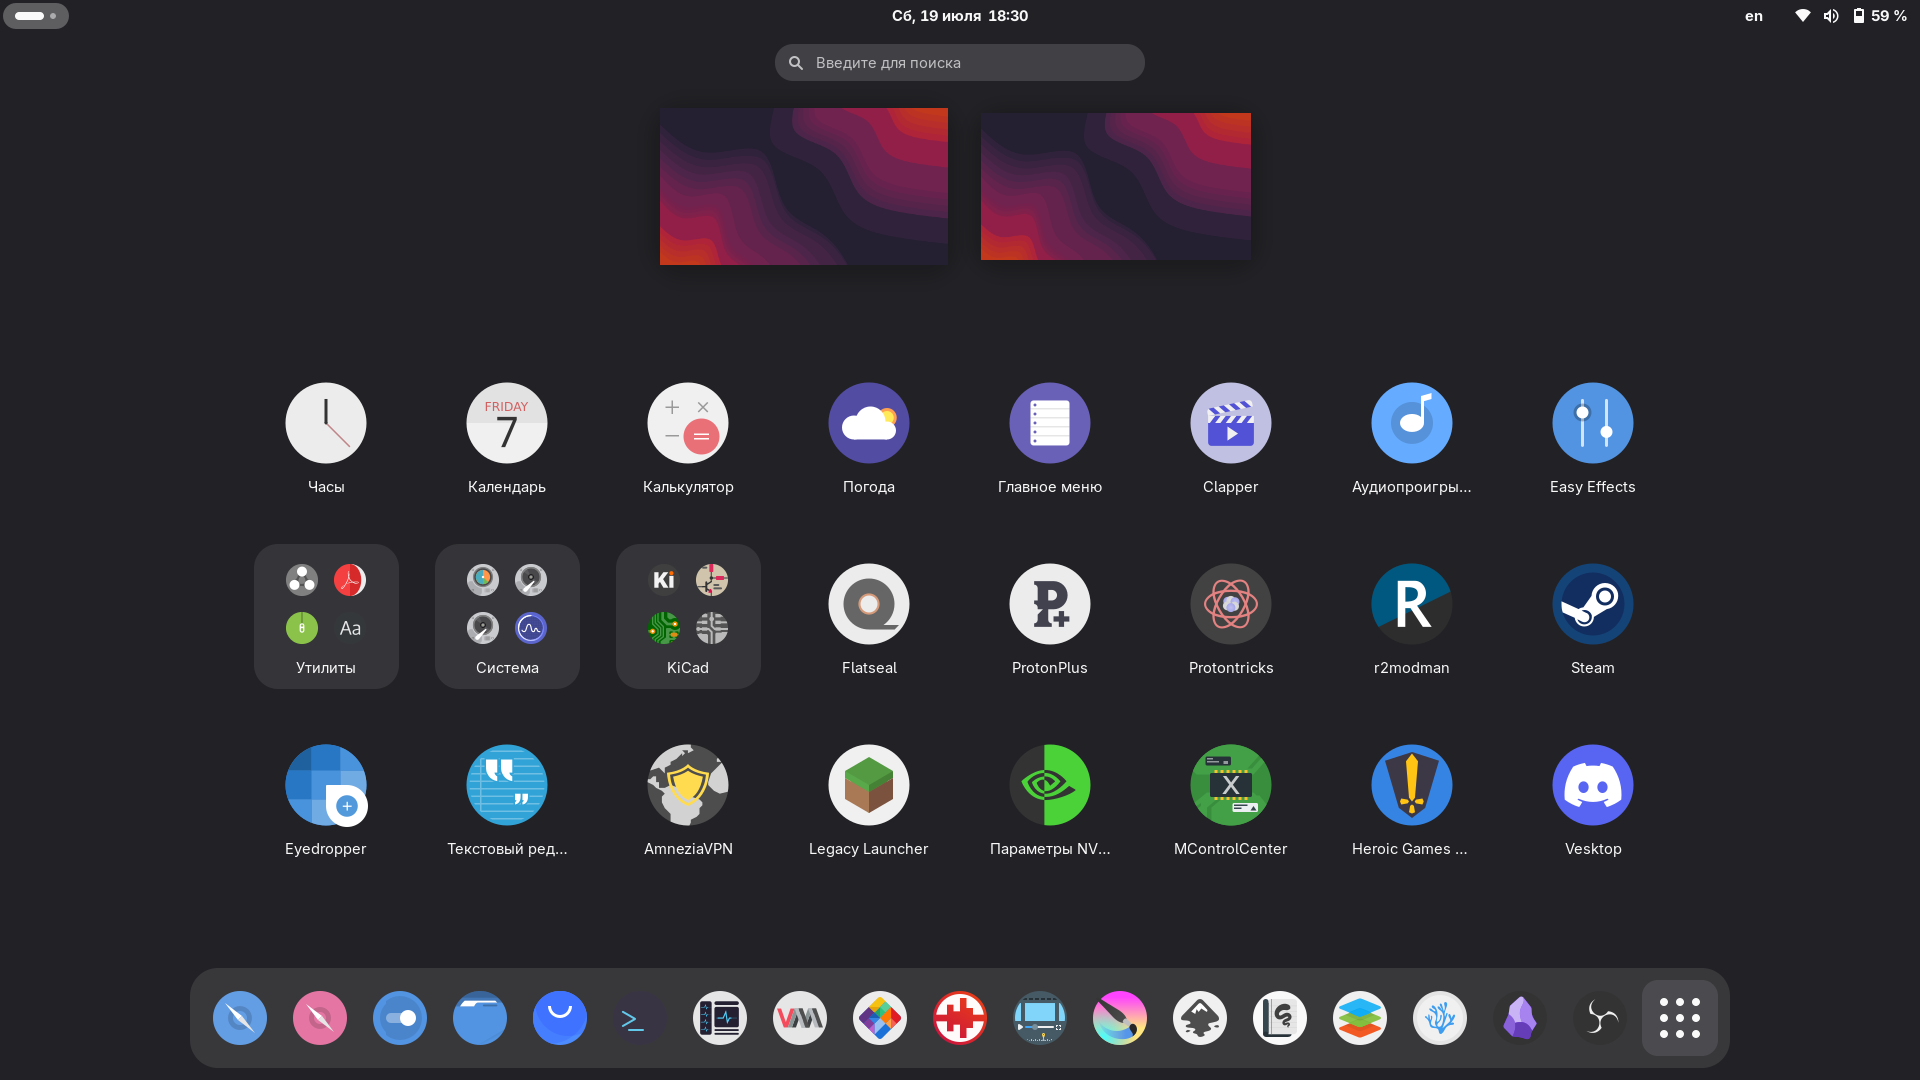 Сб, 19 июля 18:30
en
59 %
Введите для поиска
FRIDAY
7
Часы
Календарь
Калькулятор
Погода
Главное меню
Clapper
Аудиопроигры...
Easy Effects
Ki
Aa
P+
R
Утилиты
Система
KiCad
Flatseal
ProtonPlus
Protontricks
r2modman
Steam
X
Eyedropper
Текстовый ред...
AmneziaVPN
Legacy Launcher
Параметры NV...
MControlCenter
Heroic Games ...
Vesktop
>_
VMM